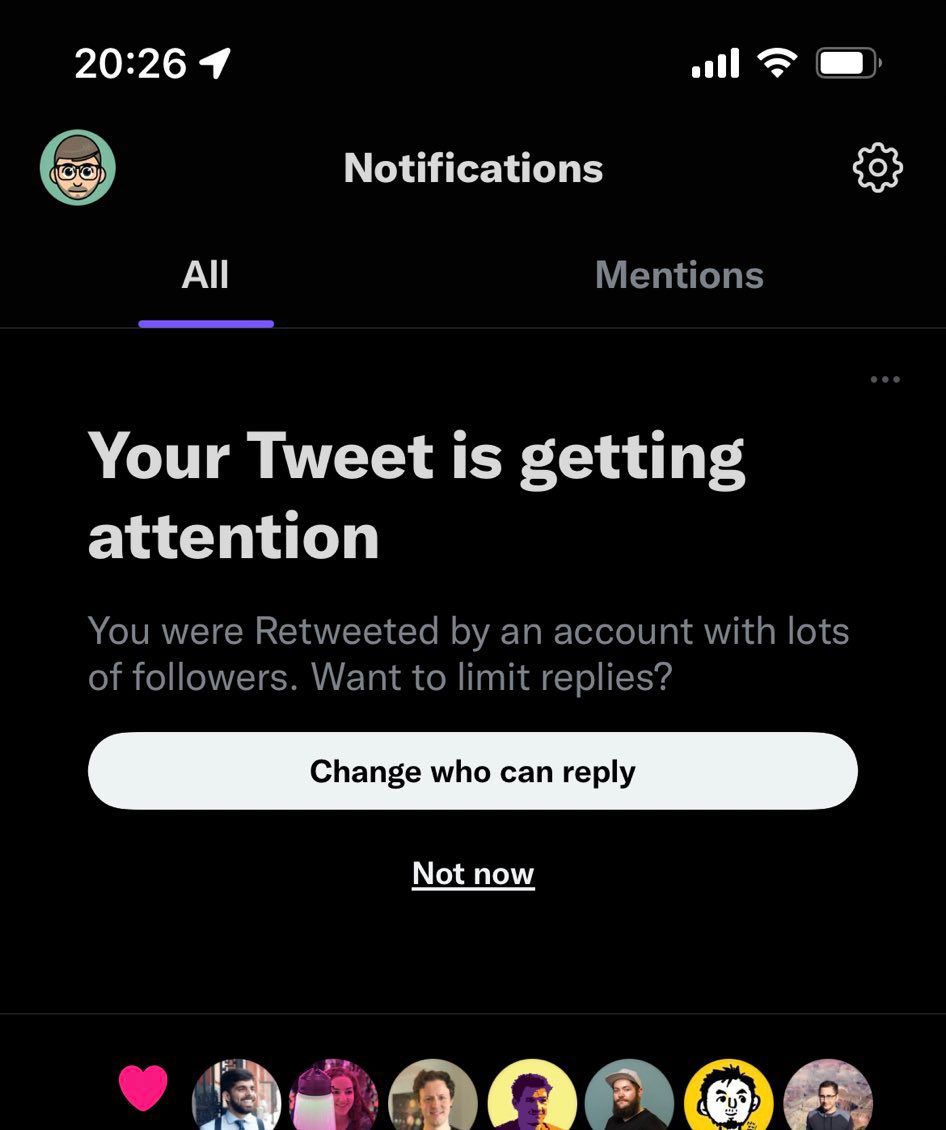 20:26
Notifications
All
Mentions
Your Tweet is getting
attention
You were Retweeted by an account with lots
of followers. Want to limit replies?
Change who can reply
Not now